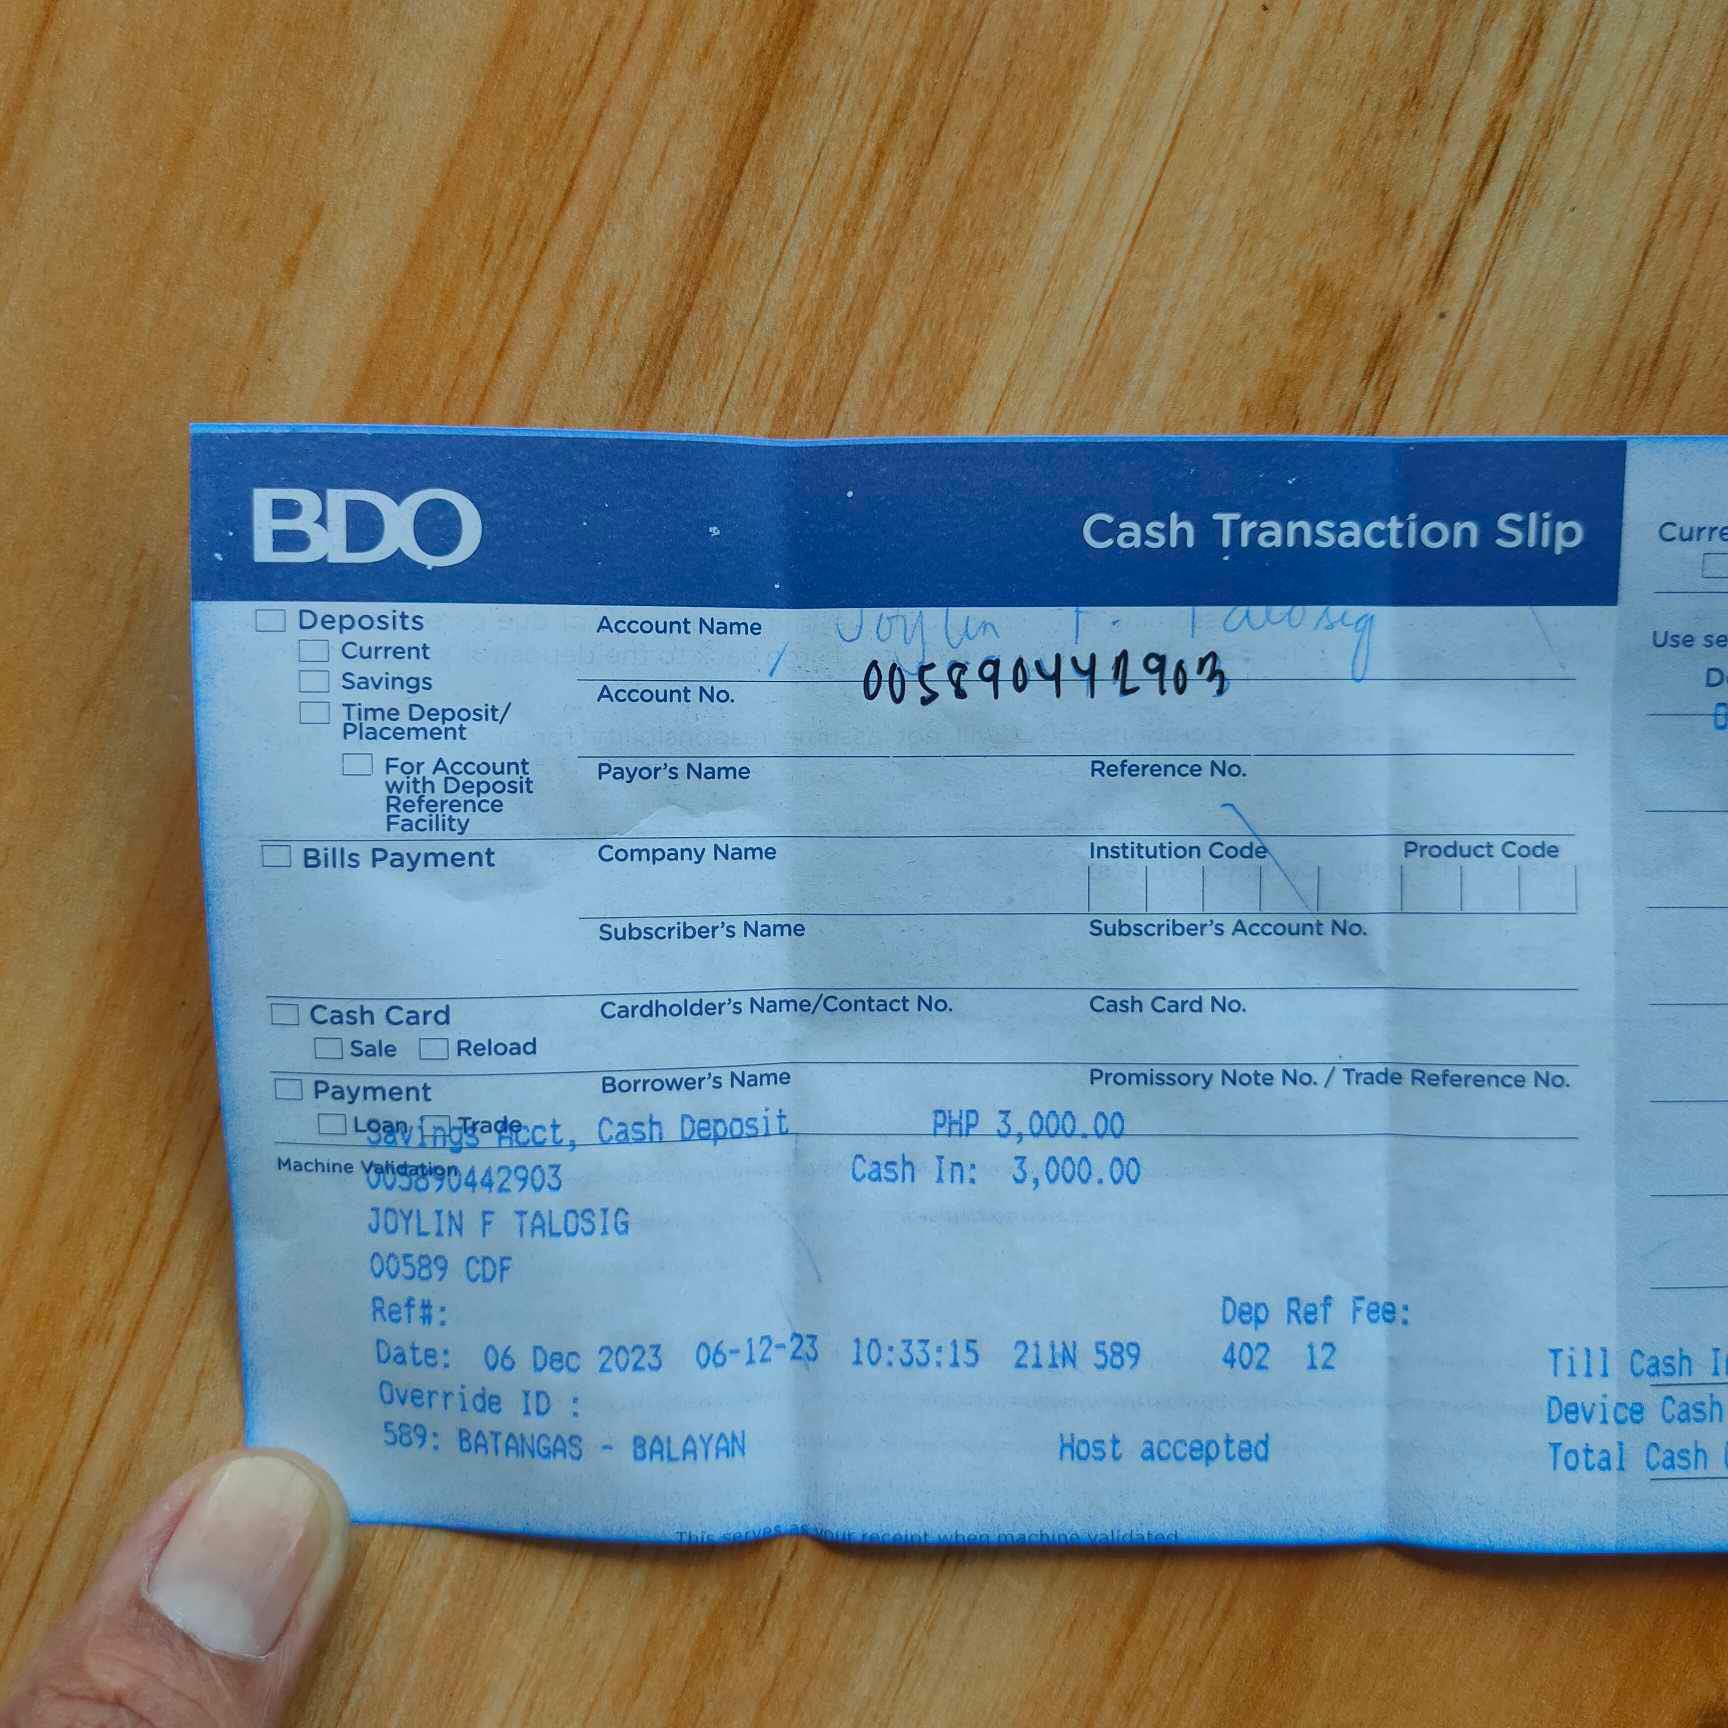 BDO
Cash Transaction Slip
Curre
Deposits
Account Name Joylin F. Talosig
Current
Savings
Account No. 005890442903
Time Deposit/
Placement
For Account
with Deposit
Reference
Facility
Payor's Name Reference No.
Use se
Bills Payment
Company Name Institution Code Product Code
Subscriber's Name Subscriber's Account No.
Cash Card
Cardholder's Name/Contact No. Cash Card No.
Sale Reload
Payment
Borrower's Name Promissory Note No. / Trade Reference No.
Loan Trade
Savings Acct, Cash Deposit PHP 3,000.00
Machine Validation
005890442903 Cash In: 3,000.00
JOYLIN F TALOSIG
00589 CDF
Ref#: Dep Ref Fee:
Date: 06 Dec 2023 06-12-23 10:33:15 211N 589 402 12
Till Cash I
Override ID :
Device Cash
589: BATANGAS - BALAYAN Host accepted
Total Cash
This serves as your receipt when machine validated